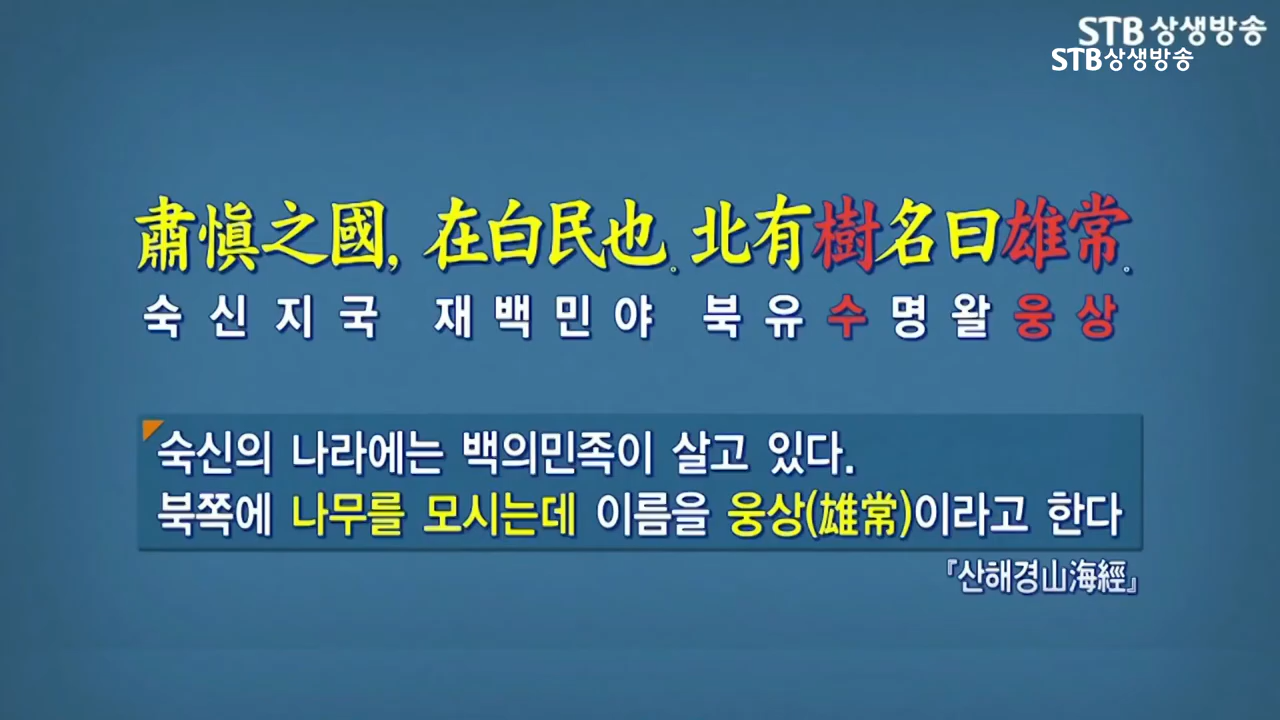 STB 상생방송
STB 상생방송
肅愼之國, 在白民也。北有樹名曰雄常。
숙신지국 재백민야 북유수명왈웅상
숙신의 나라에는 백의민족이 살고 있다.
북쪽에 나무를 모시는데 이름을 웅상(雄常)이라고 한다
『산해경山海經』